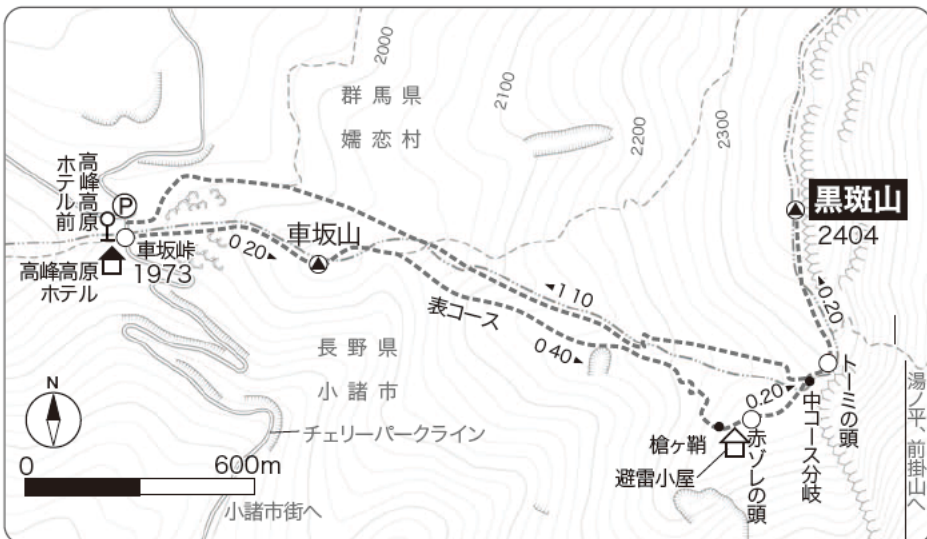 群馬県
嬬恋村
2000
2100
2200
2300
高峰高原
ホテル前
P
車坂峠
1973
高峰高原
ホテル
0 20
車坂山
表コース
0 40
1 10
長野県
小諸市
チェリーパークライン
小諸市街へ
N
0
600m
黒斑山
2404
0.20
トーミの頭
0.20
中コース分岐
赤ゾレの頭
槍ヶ鞘
避雷小屋
湯ノ平、前掛山へ